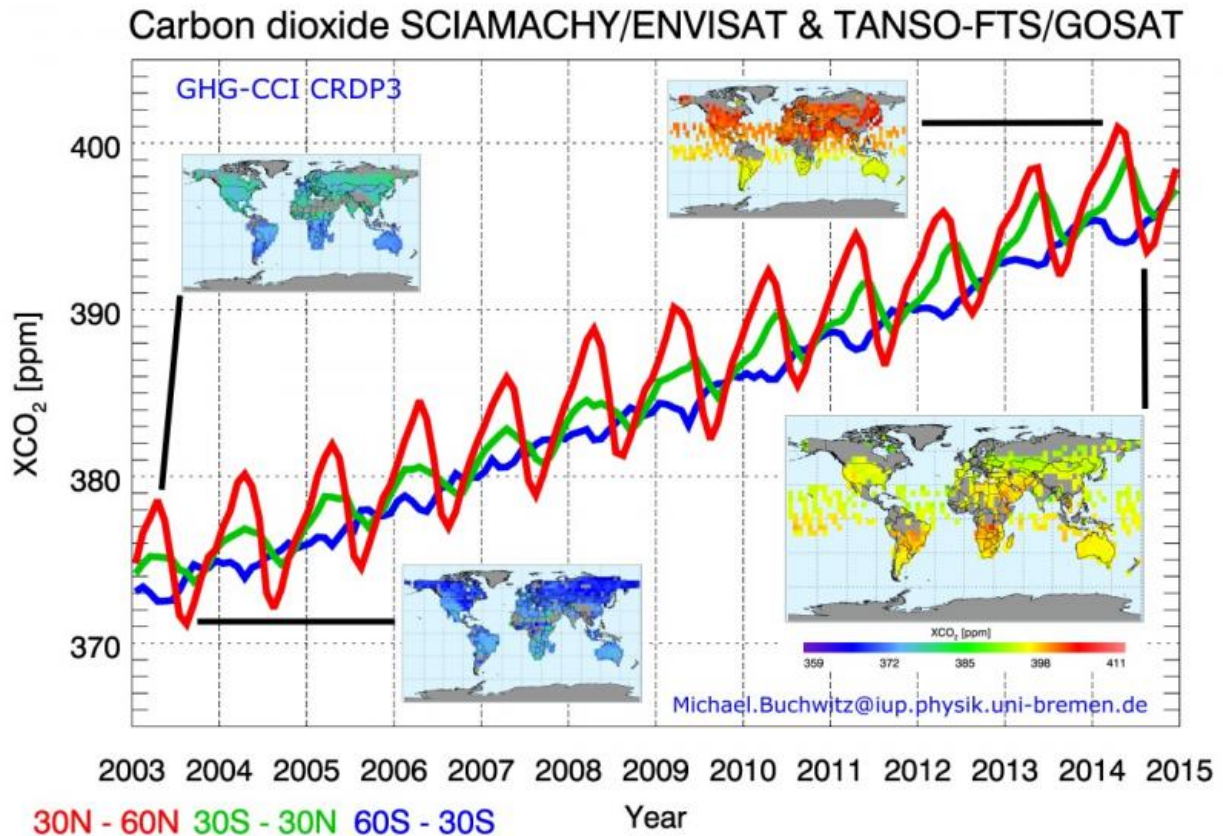 Carbon dioxide SCIAMACHY/ENVISAT & TANSO-FTS/GOSAT
GHG-CCI CRDP3
400
390
380
370
XCO₂ [ppm]
XCO₂ [ppm]
359 372 385 398 411
Michael.Buchwitz@iup.physik.uni-bremen.de
2003 2004 2005 2006 2007 2008 2009 2010 2011 2012 2013 2014 2015
30N - 60N 30S - 30N 60S - 30S Year